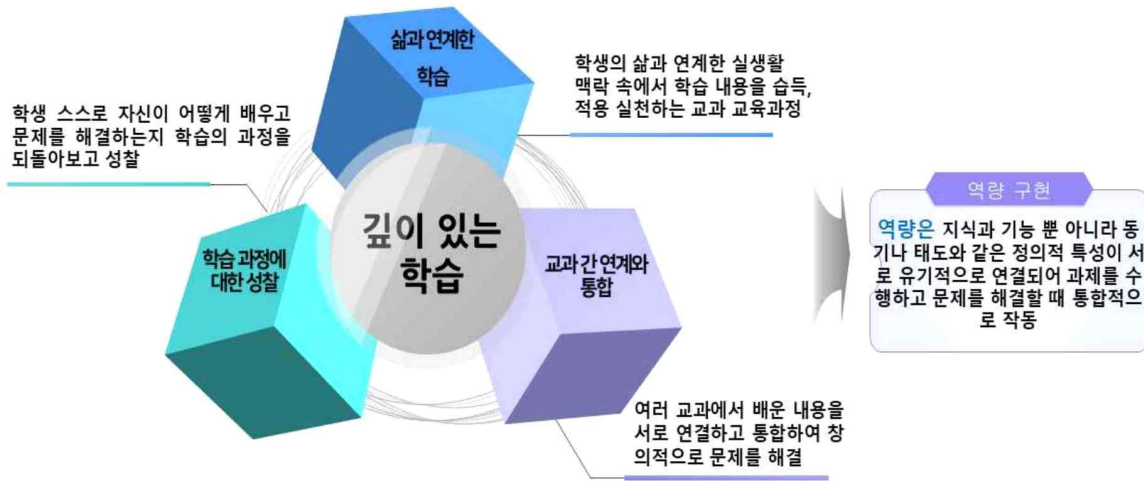 삶과 연계한
학습
학생의 삶과 연계한 실생활
맥락 속에서 학습 내용을 습득,
적용 실천하는 교과 교육과정
학생 스스로 자신이 어떻게 배우고
문제를 해결하는지 학습의 과정을
되돌아보고 성찰
깊이 있는
학습
학습 과정에
대한 성찰
교과 간 연계와
통합
여러 교과에서 배운 내용을
서로 연결하고 통합하여 창
의적으로 문제를 해결
역량 구현
역량은 지식과 기능 뿐 아니라 동
기나 태도와 같은 정의적 특성이 서
로 유기적으로 연결되어 과제를 수
행하고 문제를 해결할 때 통합적으
로 작동